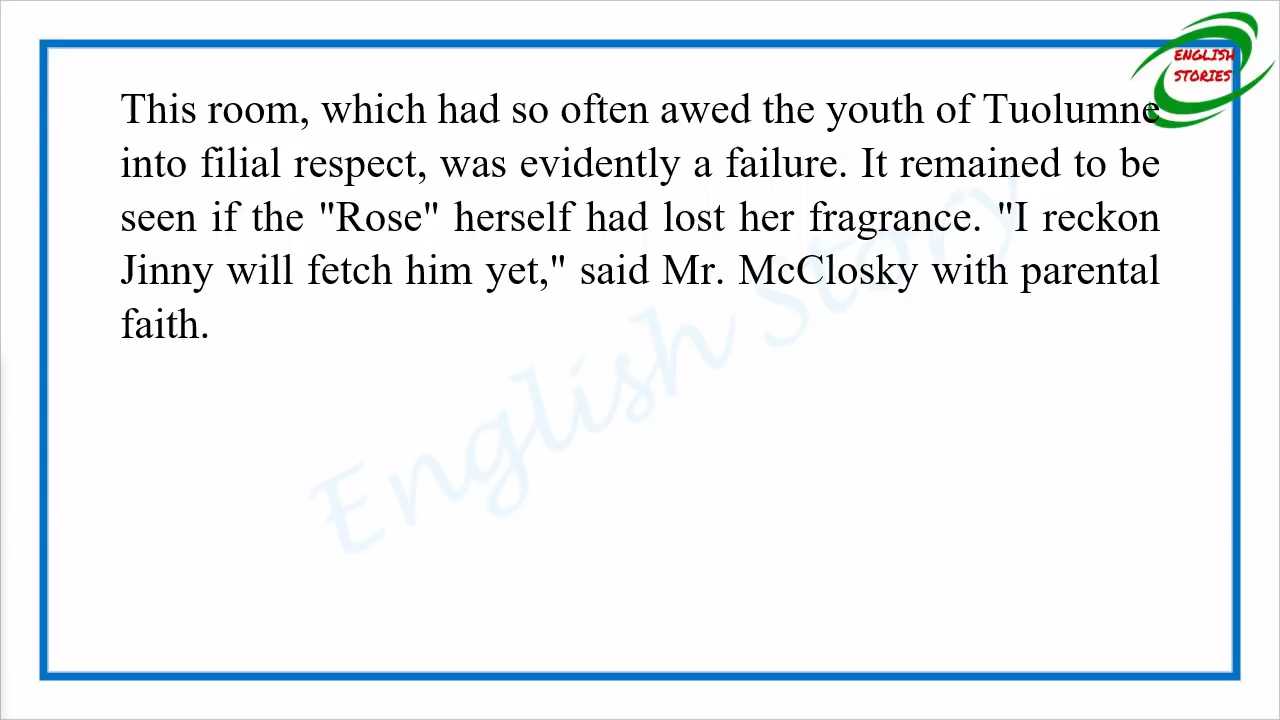 ENGLISH
STORIES
This room, which had so often awed the youth of Tuolumne
into filial respect, was evidently a failure. It remained to be
seen if the "Rose" herself had lost her fragrance. "I reckon
Jinny will fetch him yet," said Mr. McClosky with parental
faith.
English Story